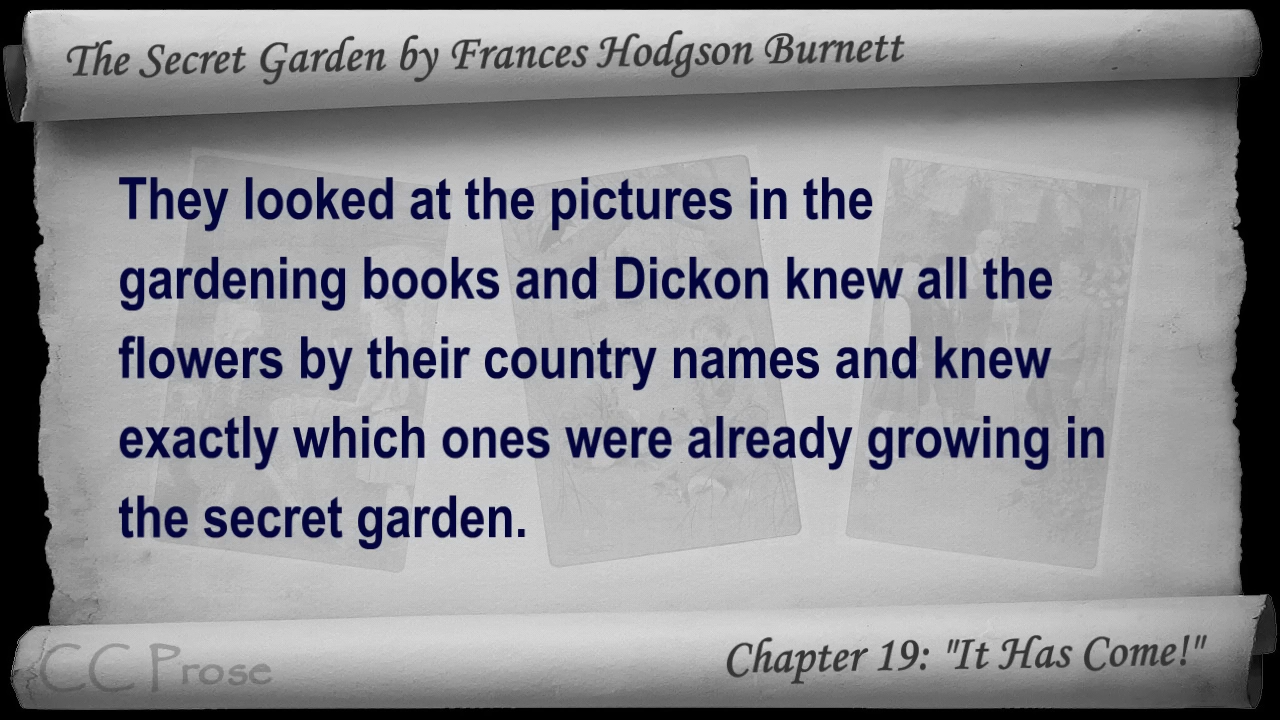 The Secret Garden by Frances Hodgson Burnett
They looked at the pictures in the
gardening books and Dickon knew all the
flowers by their country names and knew
exactly which ones were already growing in
the secret garden.
CC Prose
Chapter 19: "It Has Come!"